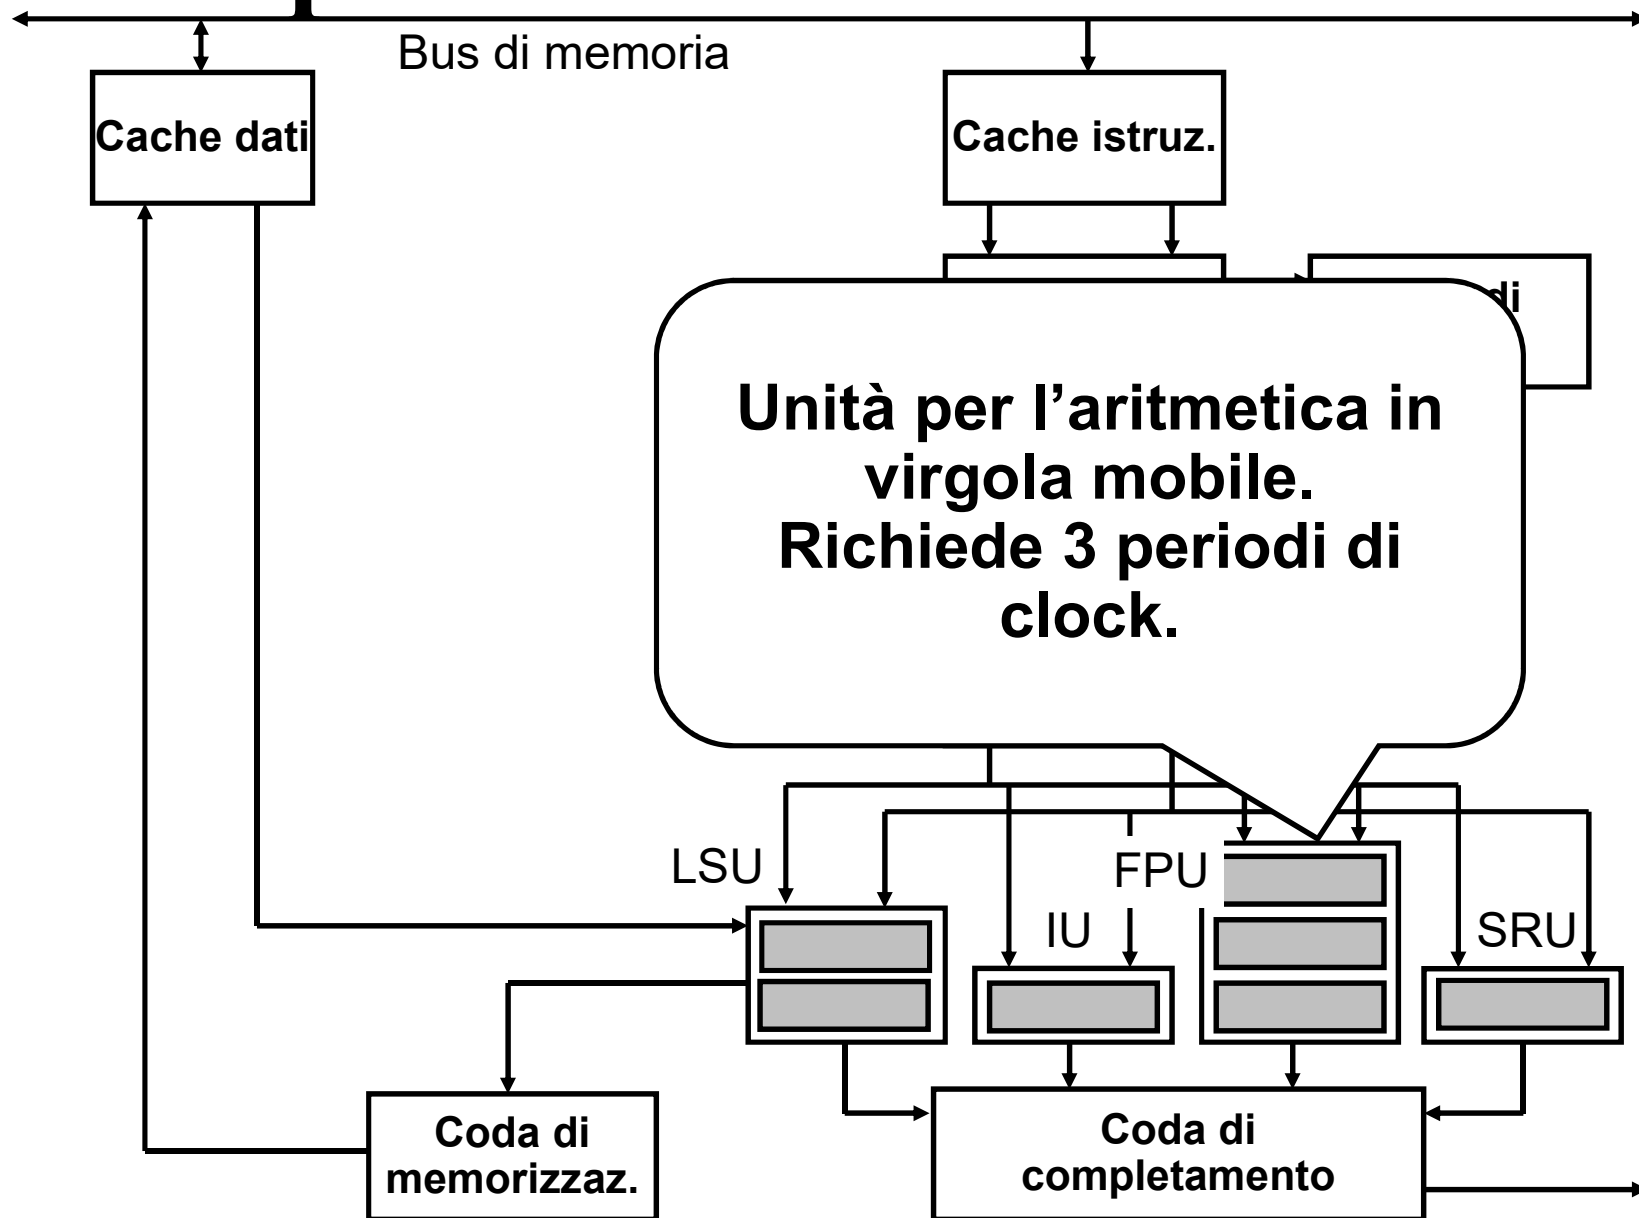 Bus di memoria
Cache dati
Cache istruz.
di
Unità per l’aritmetica in
virgola mobile.
Richiede 3 periodi di
clock.
LSU
FPU
IU
SRU
Coda di
memorizzaz.
Coda di
completamento